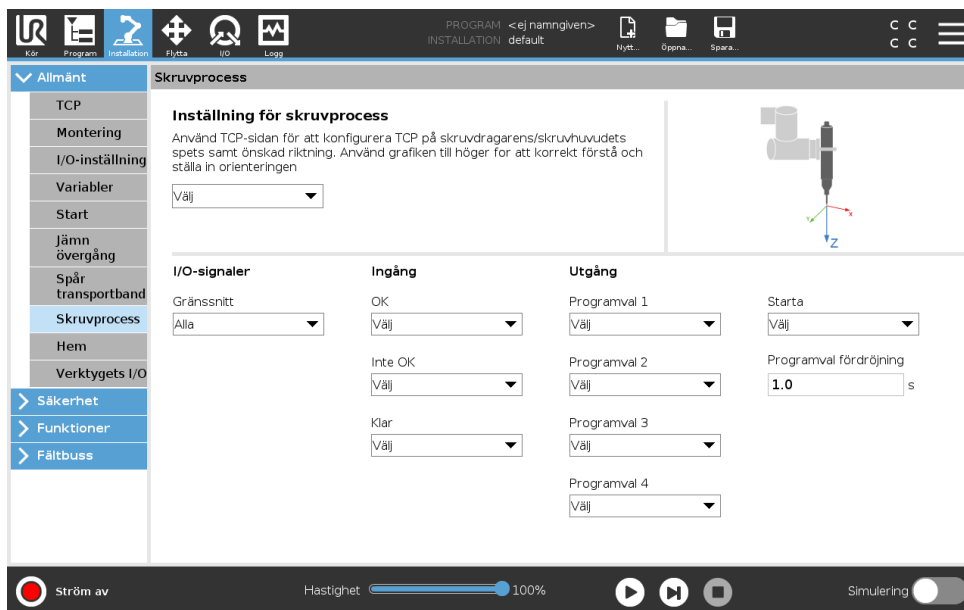 PROGRAM <ej namngiven>
INSTALLATION default
Kör
Program
Installation
Flytta
I/O
Logg
Nytt...
Öppna...
Spara...
C C
C C
Allmänt
TCP
Montering
I/O-inställning
Variabler
Start
Jämn
övergång
Spår
transportband
Skruvprocess
Hem
Verktygets I/O
Säkerhet
Funktioner
Fältbuss
Skruvprocess
Inställning för skruvprocess
Använd TCP-sidan för att konfigurera TCP på skruvdragarens/skruvhuvudets
spets samt önskad riktning. Använd grafiken till höger for att korrekt förstå och
ställa in orienteringen
Välj
Y
X
Z
I/O-signaler
Gränssnitt
Alla
Ingång
OK
Välj
Inte OK
Välj
Klar
Välj
Utgång
Programval 1
Välj
Programval 2
Välj
Programval 3
Välj
Programval 4
Välj
Starta
Välj
Programval fördröjning
1.0 s
Ström av
Hastighet 100%
Simulering